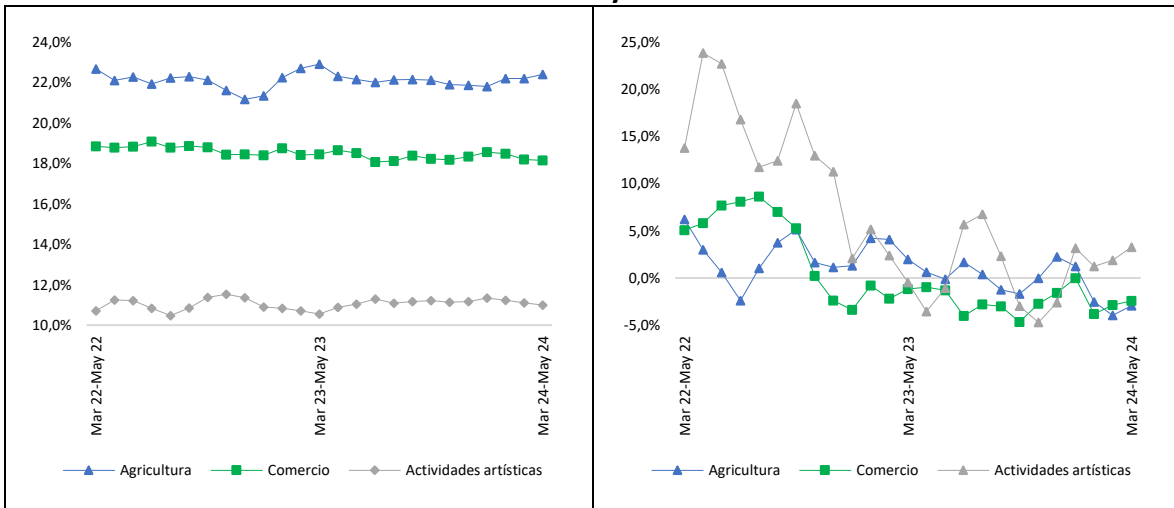 24,0%
22,0%
20,0%
18,0%
16,0%
14,0%
12,0%
10,0%
Mar 22-May 22
Mar 23-May 23
Mar 24-May 24
Agricultura Comercio Actividades artísticas
25,0%
20,0%
15,0%
10,0%
5,0%
0,0%
-5,0%
Mar 22-May 22
Mar 23-May 23
Mar 24-May 24
Agricultura Comercio Actividades artísticas